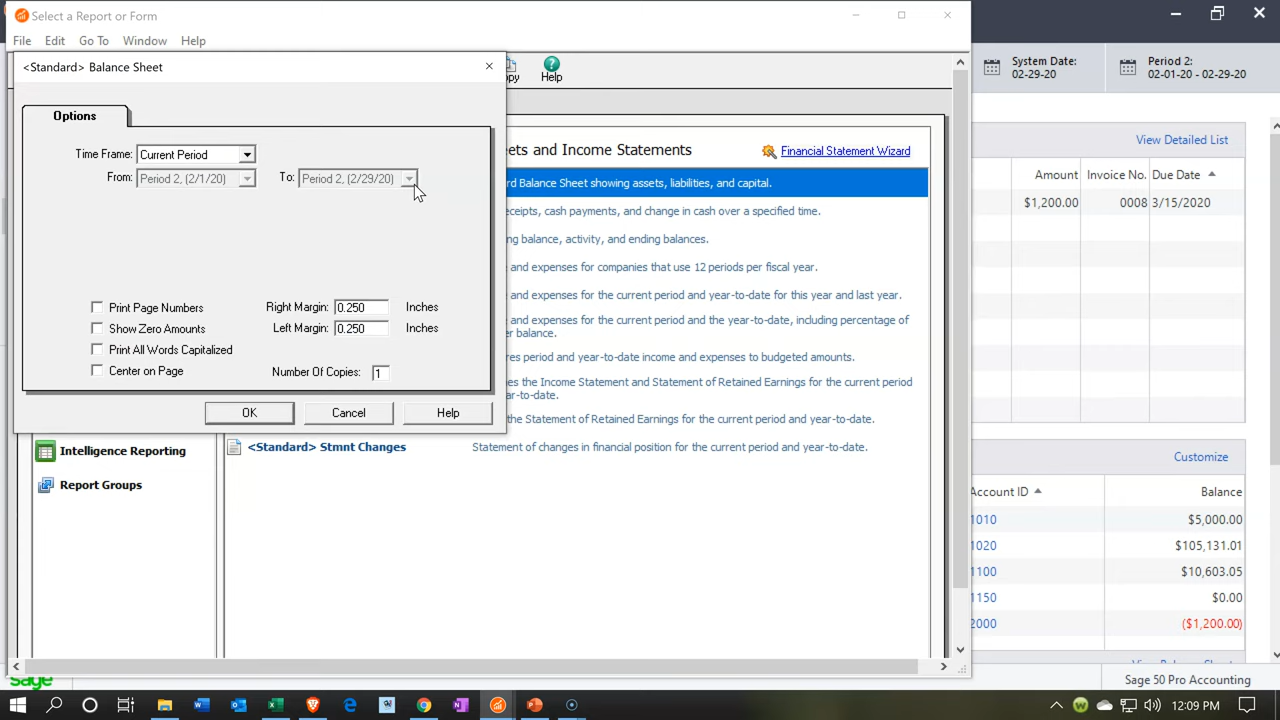 Select a Report or Form
File Edit Go To Window Help
<Standard> Balance Sheet
Help
System Date:
02-29-20
Period 2:
02-01-20 - 02-29-20
Options
Time Frame: Current Period
From: Period 2, (2/1/20) To: Period 2, (2/29/20)
Print Page Numbers
Show Zero Amounts
Print All Words Capitalized
Center on Page
Right Margin: 0.250 Inches
Left Margin: 0.250 Inches
Number Of Copies: 1
OK Cancel Help
and Income Statements
Financial Statement Wizard
Balance Sheet showing assets, liabilities, and capital.
cash payments, and change in cash over a specified time.
balance, activity, and ending balances.
and expenses for companies that use 12 periods per fiscal year.
and expenses for the current period and year-to-date for this year and last year.
and expenses for the current period and the year-to-date, including percentage of
balance.
period and year-to-date income and expenses to budgeted amounts.
the Income Statement and Statement of Retained Earnings for the current period
the Statement of Retained Earnings for the current period and year-to-date.
<Standard> Stmnt Changes Statement of changes in financial position for the current period and year-to-date.
Intelligence Reporting
Report Groups
View Detailed List
Amount Invoice No. Due Date
$1,200.00 0008 3/15/2020
Customize
Account ID Balance
1010 $5,000.00
1020 $105,131.01
1100 $10,603.05
1150 $0.00
2000 ($1,200.00)
sage
Sage 50 Pro Accounting
12:09 PM